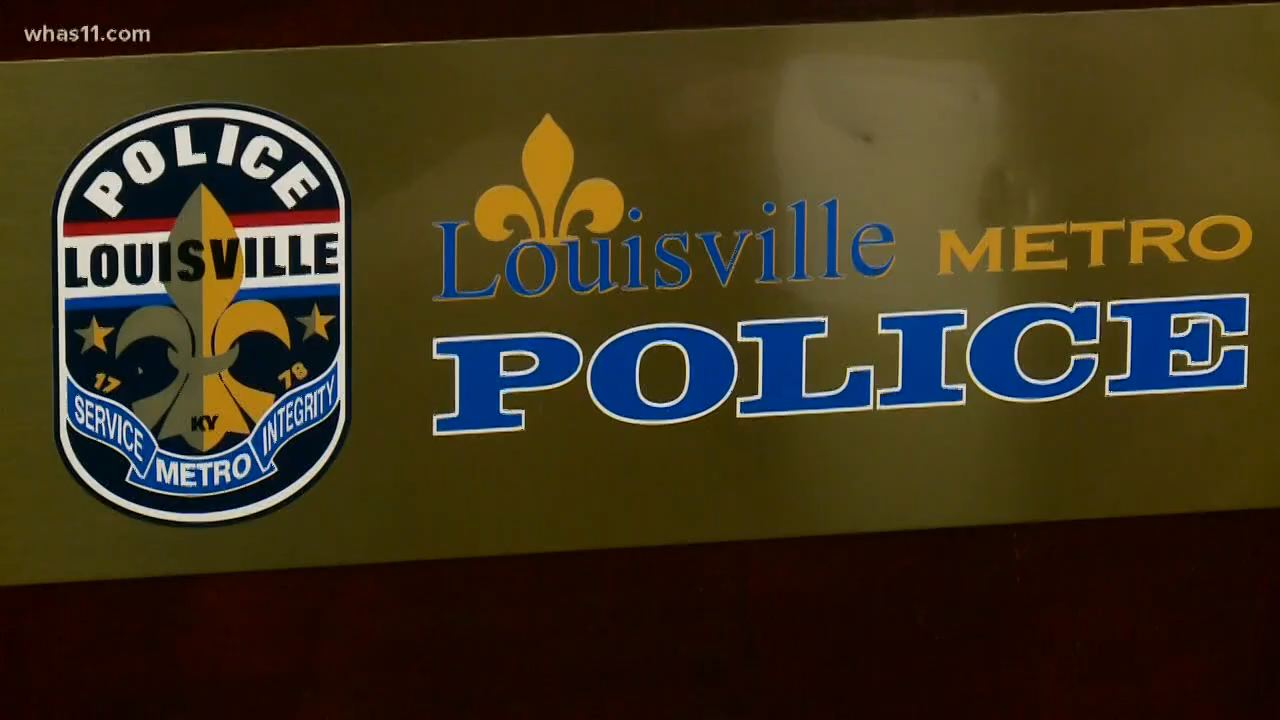 whas11.com
POLICE
LOUISVILLE
17 78
KY
SERVICE METRO INTEGRITY
Louisville METRO
POLICE